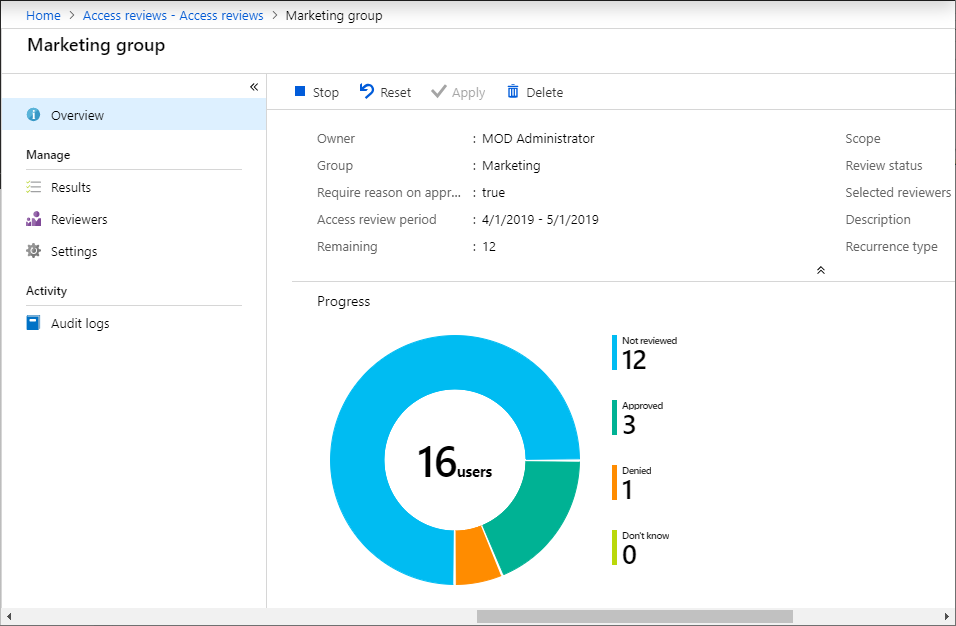 Home > Access reviews - Access reviews > Marketing group
Marketing group
«
Stop Reset Apply Delete
Overview
Manage
Results
Reviewers
Settings
Activity
Audit logs
Owner : MOD Administrator
Group : Marketing
Require reason on appr... : true
Access review period : 4/1/2019 - 5/1/2019
Remaining : 12
Scope
Review status
Selected reviewers
Description
Recurrence type
Progress
16 users
Not reviewed
12
Approved
3
Denied
1
Don't know
0